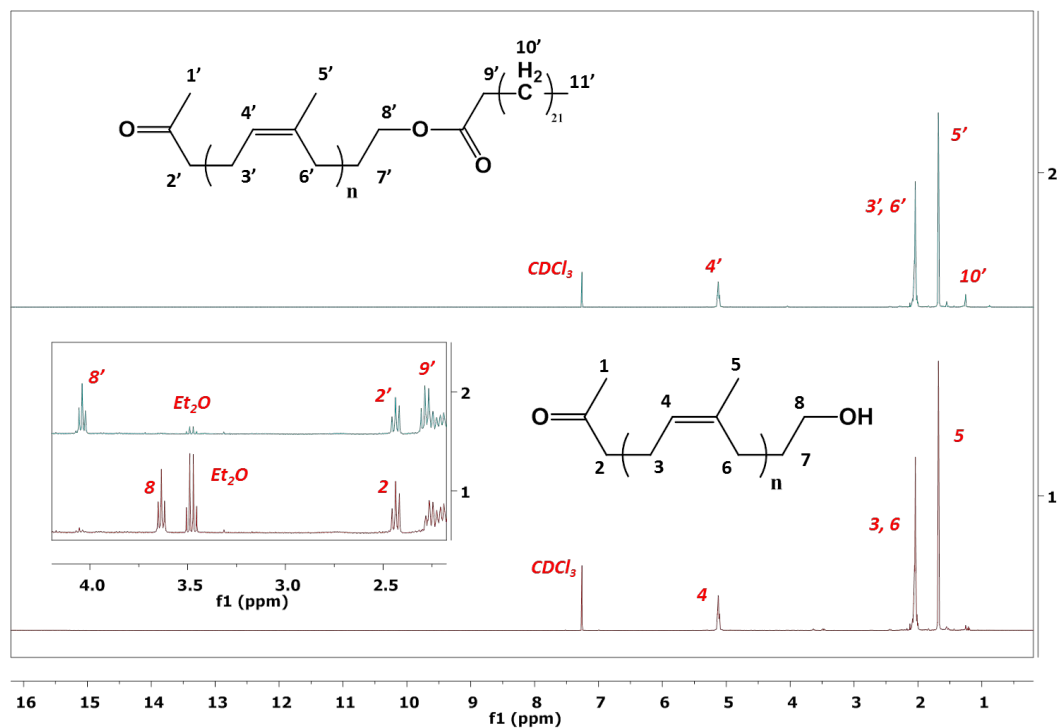 10’
1’
5’
9’
H₂
11’
4’
8’
C
O
O
21
O
2’
3’
6’
7’
n
5’
2
3’, 6’
CDCl₃
4’
10’
8’
9’
2
Et₂O
2’
1
5
4
8
O
OH
2
3
6
7
n
5
8
Et₂O
2
1
1
3, 6
4.0 3.5 3.0 2.5
f1 (ppm)
CDCl₃
4
16 15 14 13 12 11 10 9 8 7 6 5 4 3 2 1
f1 (ppm)